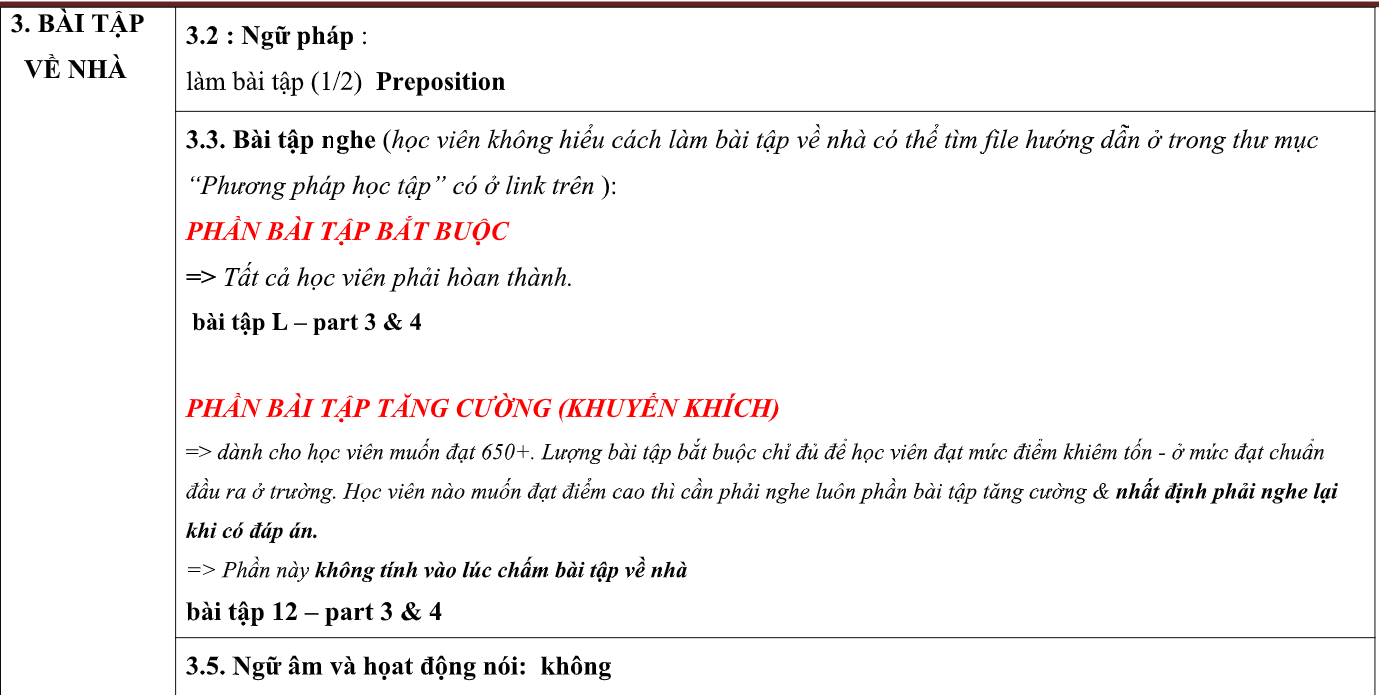 3. BÀI TẬP
VỀ NHÀ
3.2 : Ngữ pháp :
làm bài tập (1/2) Preposition
3.3. Bài tập nghe (học viên không hiểu cách làm bài tập về nhà có thể tìm file hướng dẫn ở trong thư mục
“Phương pháp học tập” có ở link trên ):
PHẦN BÀI TẬP BẮT BUỘC
=> Tất cả học viên phải hòan thành.
bài tập L – part 3 & 4
PHẦN BÀI TẬP TĂNG CƯỜNG (KHUYẾN KHÍCH)
=> dành cho học viên muốn đạt 650+. Lượng bài tập bắt buộc chỉ đủ để học viên đạt mức điểm khiêm tốn - ở mức đạt chuẩn
đầu ra ở trường. Học viên nào muốn đạt điểm cao thì cần phải nghe luôn phần bài tập tăng cường & nhất định phải nghe lại
khi có đáp án.
=> Phần này không tính vào lúc chấm bài tập về nhà
bài tập 12 – part 3 & 4
3.5. Ngữ âm và họat động nói: không